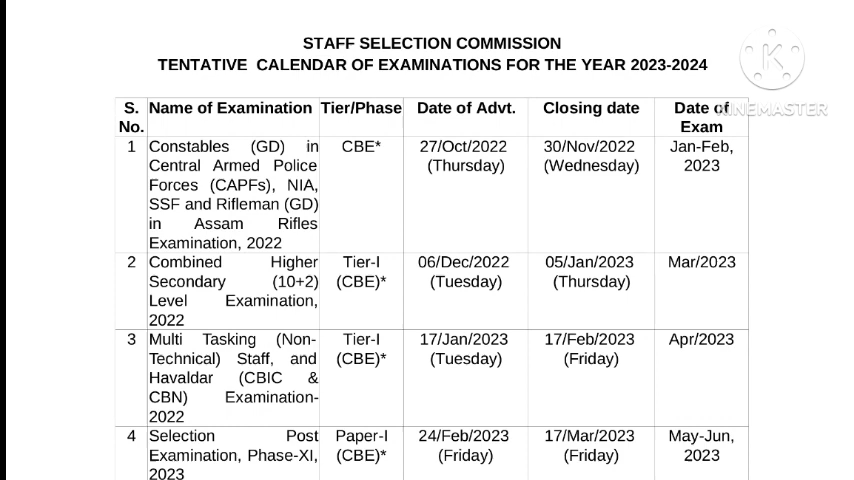 STAFF SELECTION COMMISSION
TENTATIVE CALENDAR OF EXAMINATIONS FOR THE YEAR 2023-2024
K
KINEMASTER
S. No. Name of Examination Tier/Phase Date of Advt. Closing date Date of Exam
1 Constables (GD) in CBE* 27/Oct/2022 30/Nov/2022 Jan-Feb,
Central Armed Police (Thursday) (Wednesday) 2023
Forces (CAPFs), NIA,
SSF and Rifleman (GD)
in Assam Rifles
Examination, 2022
2 Combined Higher Tier-I 06/Dec/2022 05/Jan/2023 Mar/2023
Secondary (10+2) (CBE)* (Tuesday) (Thursday)
Level Examination,
2022
3 Multi Tasking (Non- Tier-I 17/Jan/2023 17/Feb/2023 Apr/2023
Technical) Staff, and (CBE)* (Tuesday) (Friday)
Havaldar (CBIC &
CBN) Examination-
2022
4 Selection Post Paper-I 24/Feb/2023 17/Mar/2023 May-Jun,
Examination, Phase-XI, (CBE)* (Friday) (Friday) 2023
2023